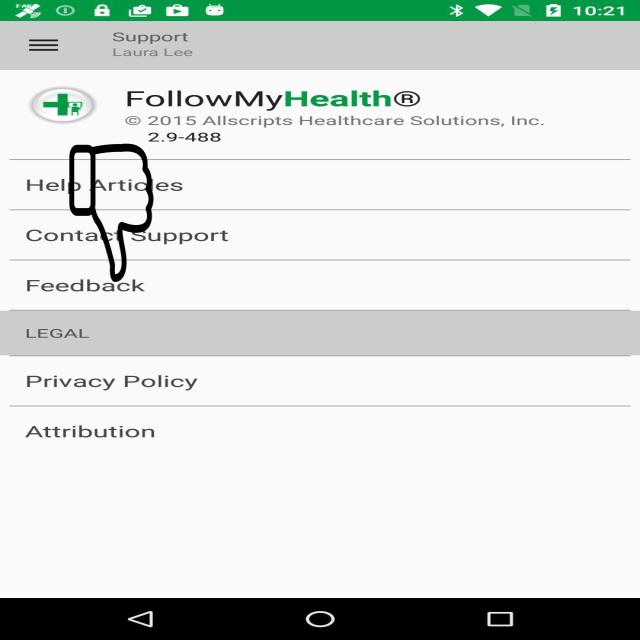 10:21
Support
Laura Lee
FollowMyHealth®
© 2015 Allscripts Healthcare Solutions, Inc.
2.9-488
Help Articles
Contact Support
Feedback
LEGAL
Privacy Policy
Attribution